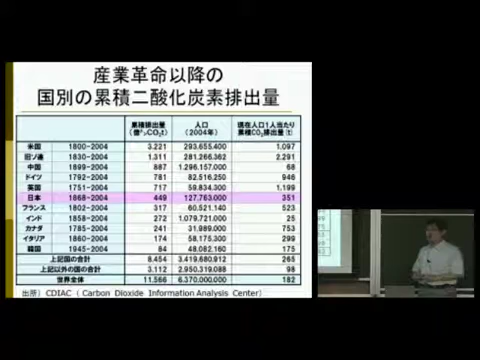 産業革命以降の
国別の累積二酸化炭素排出量
累積排出量 人口 現在人口1人当たり
(億㌧CO₂t) (2004年) 累積CO₂排出量(t)
米国 1800-2004 3,221 293,655,400 1,097
旧ソ連 1830-2004 1,311 281,266,362 2,291
中国 1899-2004 887 1,296,157,000 68
ドイツ 1792-2004 781 82,516,250 946
英国 1751-2004 717 59,834,300 1,199
日本 1868-2004 449 127,763,000 351
フランス 1802-2004 317 60,521,140 523
インド 1858-2004 272 1,079,721,000 25
カナダ 1785-2004 241 31,989,000 753
イタリア 1860-2004 174 58,175,300 299
韓国 1945-2004 84 48,082,160 175
上記国の合計 8,454 3,419,680,912 265
上記以外の国の合計 3,112 2,950,319,088 98
世界全体 11,566 6,370,000,000 182
出所) CDIAC ( Carbon Dioxide Information Analysis Center)